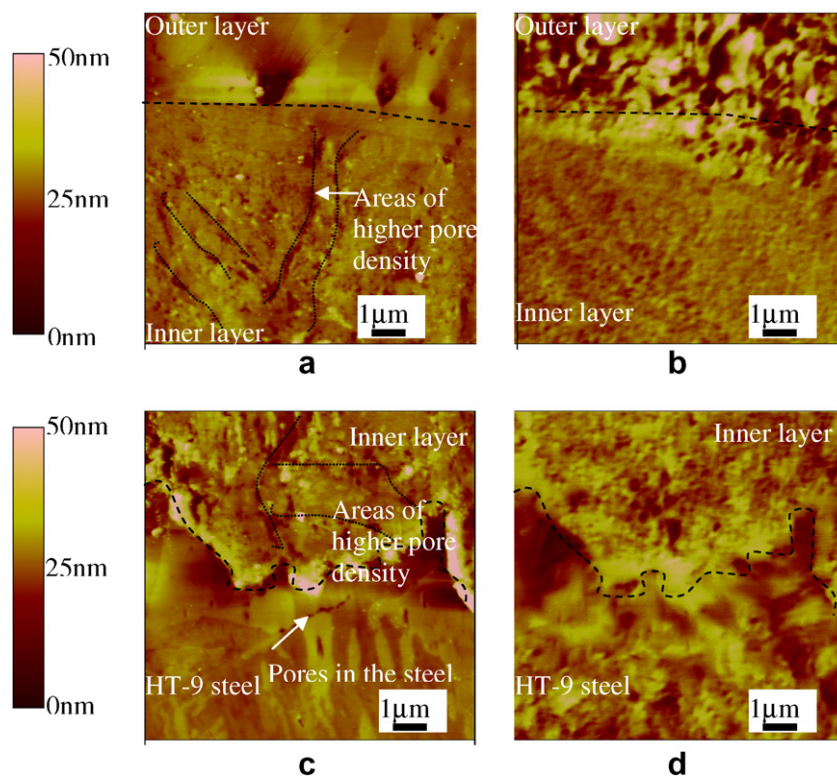 50nm
25nm
0nm
Outer layer
Areas of
higher pore
density
1μm
Inner layer
a
Outer layer
Inner layer
1μm
b
50nm
25nm
0nm
Inner layer
Areas of
higher pore
density
Pores in the steel
HT-9 steel
1μm
c
Inner layer
HT-9 steel
1μm
d